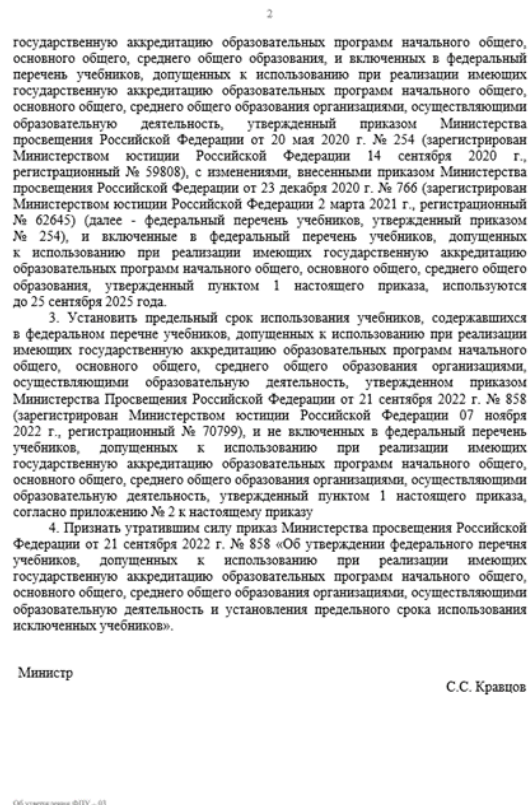 2
государственную аккредитацию образовательных программ начального общего,
основного общего, среднего общего образования, и включенных в федеральный
перечень учебников, допущенных к использованию при реализации имеющих
государственную аккредитацию образовательных программ начального общего,
основного общего, среднего общего образования организациями, осуществляющими
образовательную деятельность, утвержденный приказом Министерства
просвещения Российской Федерации от 20 мая 2020 г. № 254 (зарегистрирован
Министерством юстиции Российской Федерации 14 сентября 2020 г.,
регистрационный № 59808), с изменениями, внесенными приказом Министерства
просвещения Российской Федерации от 23 декабря 2020 г. № 766 (зарегистрирован
Министерством юстиции Российской Федерации 2 марта 2021 г., регистрационный
№ 62645) (далее - федеральный перечень учебников, утвержденный приказом
№ 254), и включенные в федеральный перечень учебников, допущенных
к использованию при реализации имеющих государственную аккредитацию
образовательных программ начального общего, основного общего, среднего общего
образования, утвержденный пунктом 1 настоящего приказа, используются
до 25 сентября 2025 года.
3. Установить предельный срок использования учебников, содержавшихся
в федеральном перечне учебников, допущенных к использованию при реализации
имеющих государственную аккредитацию образовательных программ начального
общего, основного общего, среднего общего образования организациями,
осуществляющими образовательную деятельность, утвержденном приказом
Министерства Просвещения Российской Федерации от 21 сентября 2022 г. № 858
(зарегистрирован Министерством юстиции Российской Федерации 07 ноября
2022 г., регистрационный № 70799), и не включенных в федеральный перечень
учебников, допущенных к использованию при реализации имеющих
государственную аккредитацию образовательных программ начального общего,
основного общего, среднего общего образования организациями, осуществляющими
образовательную деятельность, утвержденный пунктом 1 настоящего приказа,
согласно приложению № 2 к настоящему приказу
4. Признать утратившим силу приказ Министерства просвещения Российской
Федерации от 21 сентября 2022 г. № 858 «Об утверждении федерального перечня
учебников, допущенных к использованию при реализации имеющих
государственную аккредитацию образовательных программ начального общего,
основного общего, среднего общего образования организациями, осуществляющими
образовательную деятельность и установления предельного срока использования
исключенных учебников».
Министр
С.С. Кравцов
Об утверждении ФПУ – 03